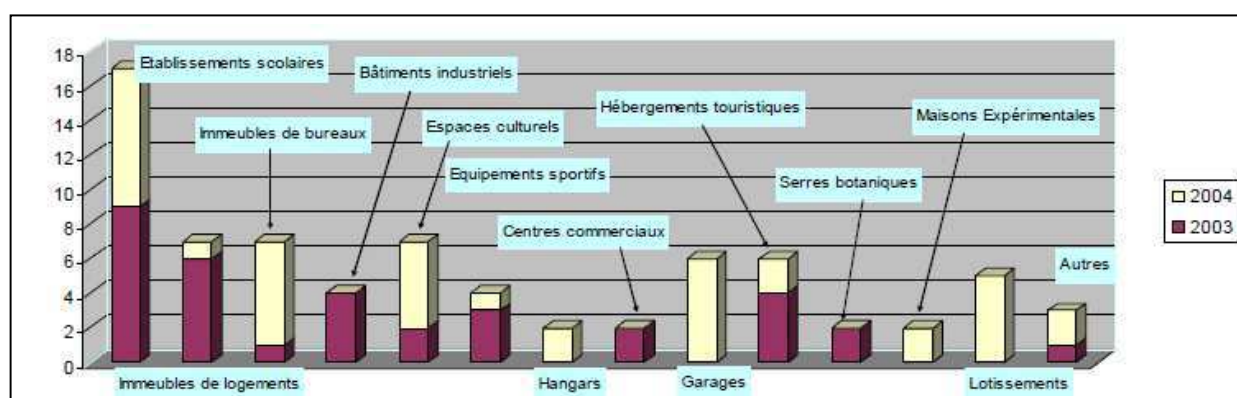 18
16
14
12
10
8
6
4
2
0
Etablissements scolaires
Bâtiments industriels
Immeubles de bureaux
Espaces culturels
Equipements sportifs
Hébergements touristiques
Maisons Expérimentales
Serres botaniques
Centres commerciaux
Autres
Immeubles de logements
Hangars
Garages
Lotissements
2004
2003